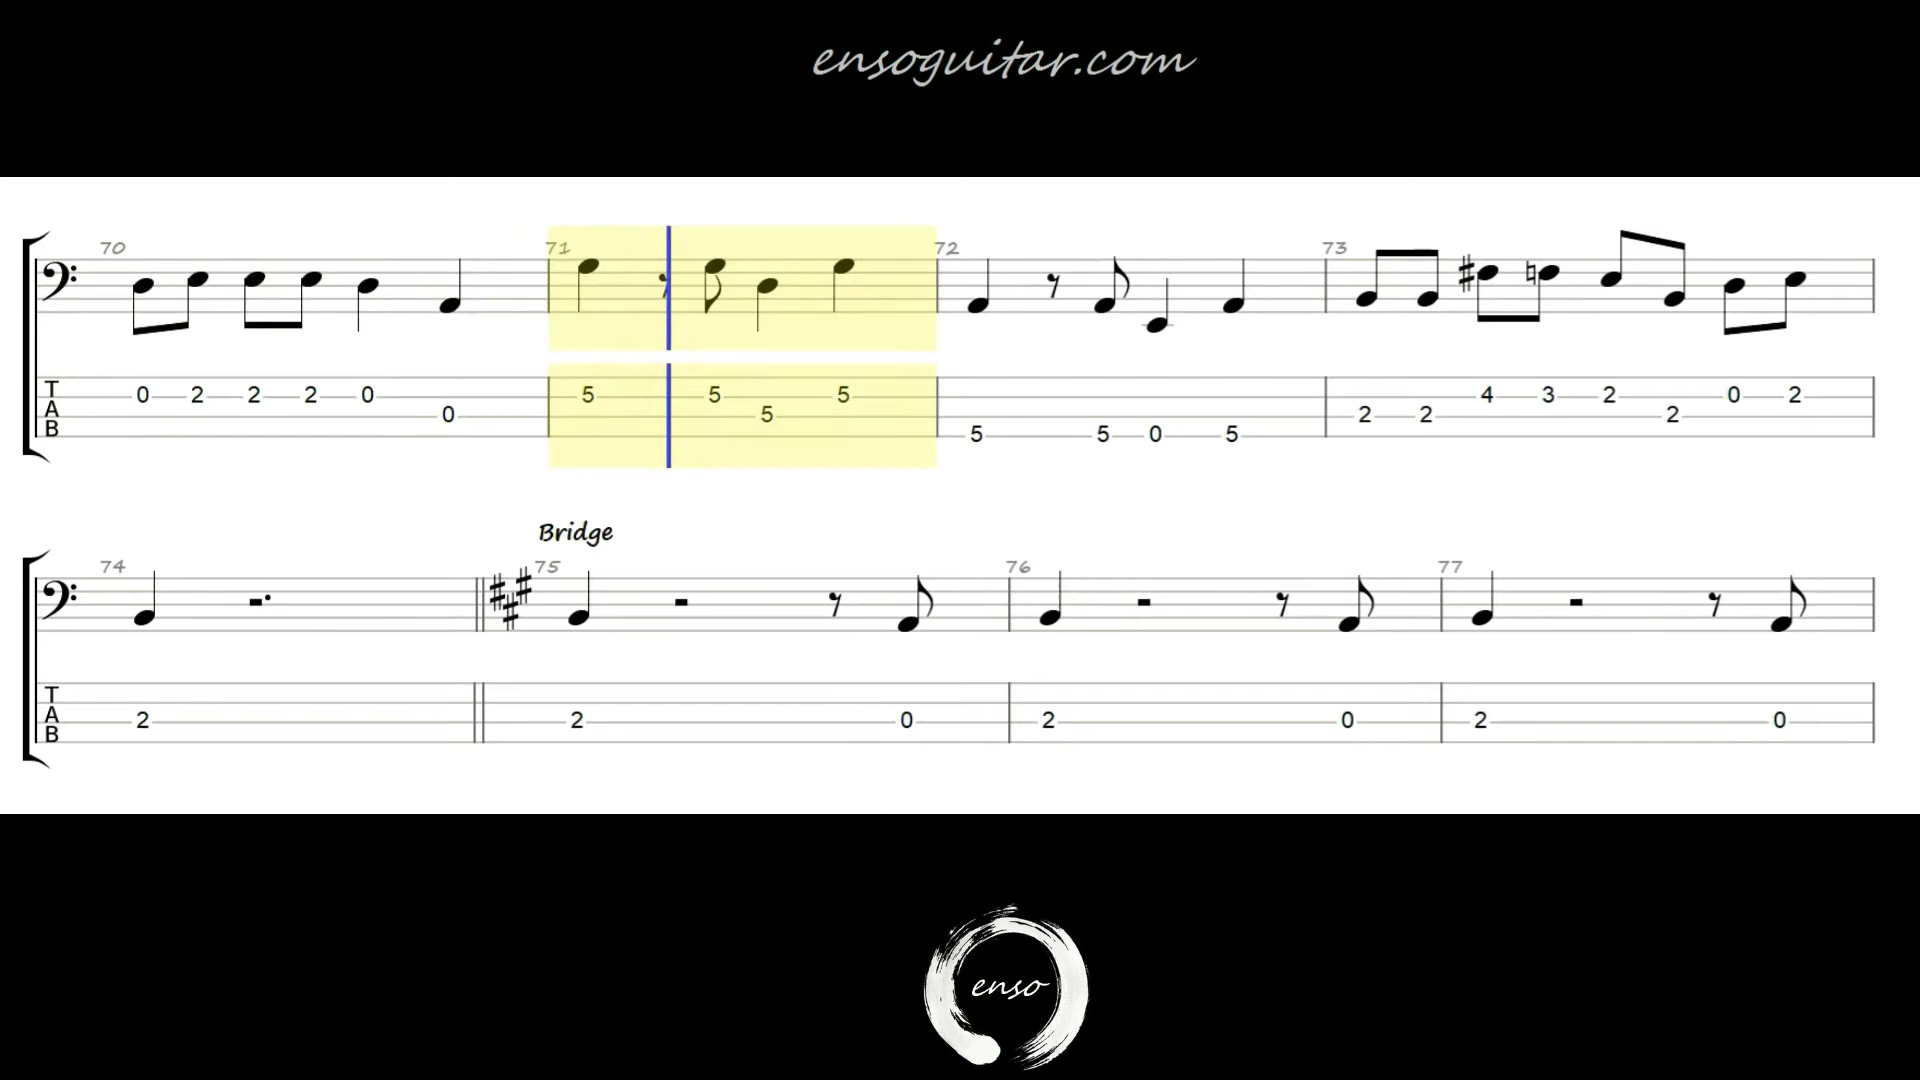 ensoguitar.com
70 71 72 73
T 0 2 2 2 0 5 5 5 4 3 2 0 2
A 0 5 2 2 2
B 5 5 0 5
Bridge
74 75 76 77
T
A 2 2 0 2 0 2 0
B
enso